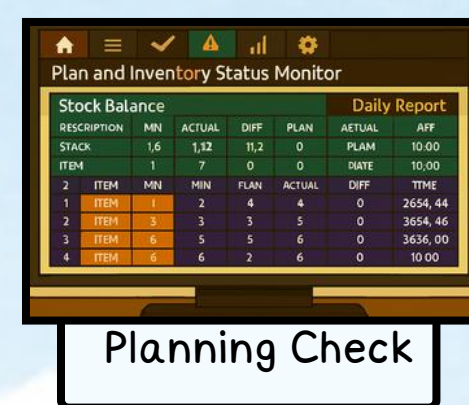 Plan and Inventory Status Monitor
Stock Balance Daily Report
RESCRIPTION MN ACTUAL DIFF PLAN AETUAL AFF
STACK 1,6 1,12 11,2 0 PLAM 10:00
ITEM 1 7 0 0 DIATE 10;00
2 ITEM MN MIN FLAN ACTUAL DIFF TTME
1 ITEM 1 2 4 4 0 2654, 44
2 ITEM 3 3 3 5 0 3654, 46
3 ITEM 6 5 5 6 0 3636, 00
4 ITEM 6 6 2 6 0 10 00
Planning Check